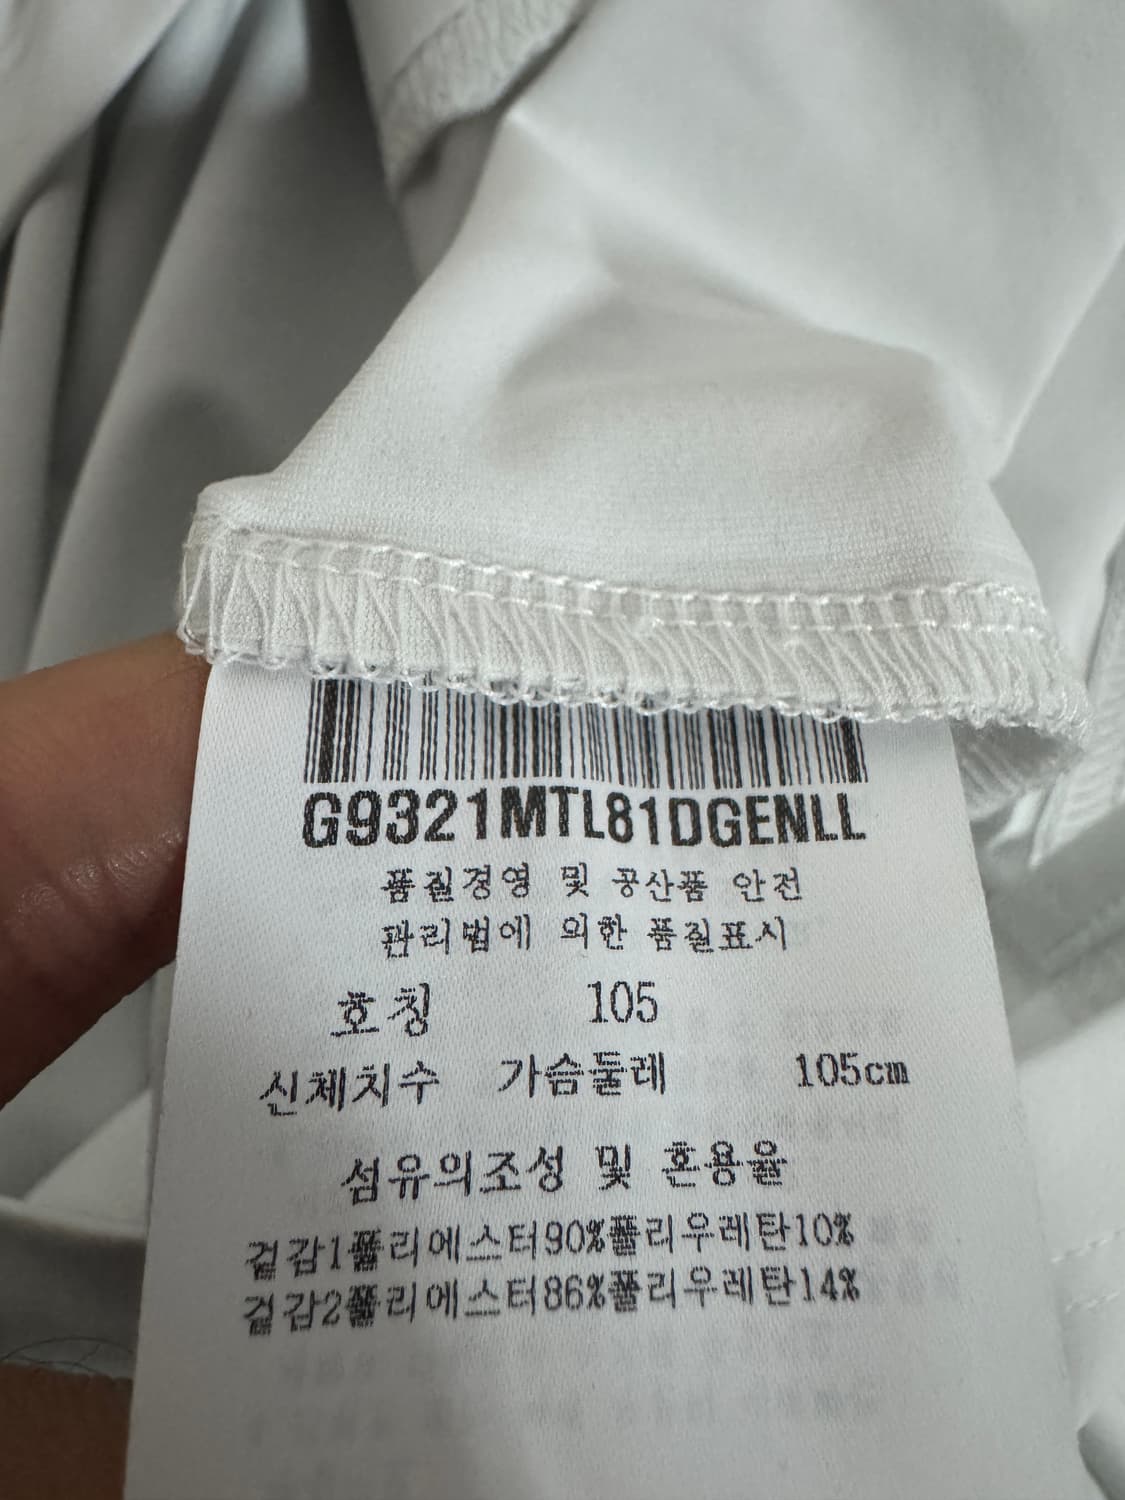 G9321MTL81DGENLL
품질경영 및 공산품 안전
관리법에 의한 품질표시
호칭 105
신체치수 가슴둘레 105cm
섬유의조성 및 혼용율
겉감1폴리에스터90%폴리우레탄10%
겉감2폴리에스터86%폴리우레탄14%